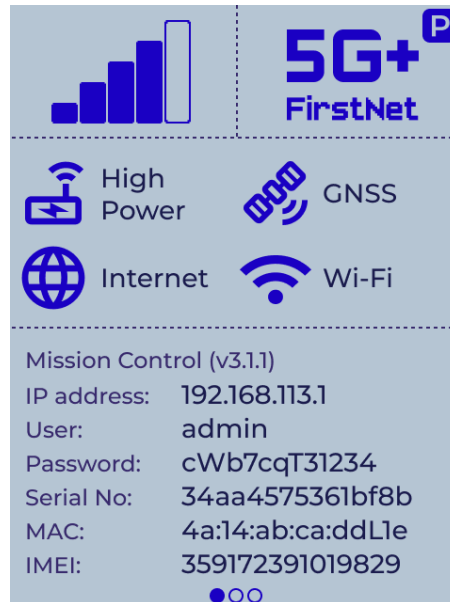 5G+
P
FirstNet
High
Power
GNSS
Internet
Wi-Fi
Mission Control (v3.1.1)
IP address: 192.168.113.1
User: admin
Password: cWb7cqT31234
Serial No: 34aa4575361bf8b
MAC: 4a:14:ab:ca:ddL1e
IMEI: 359172391019829